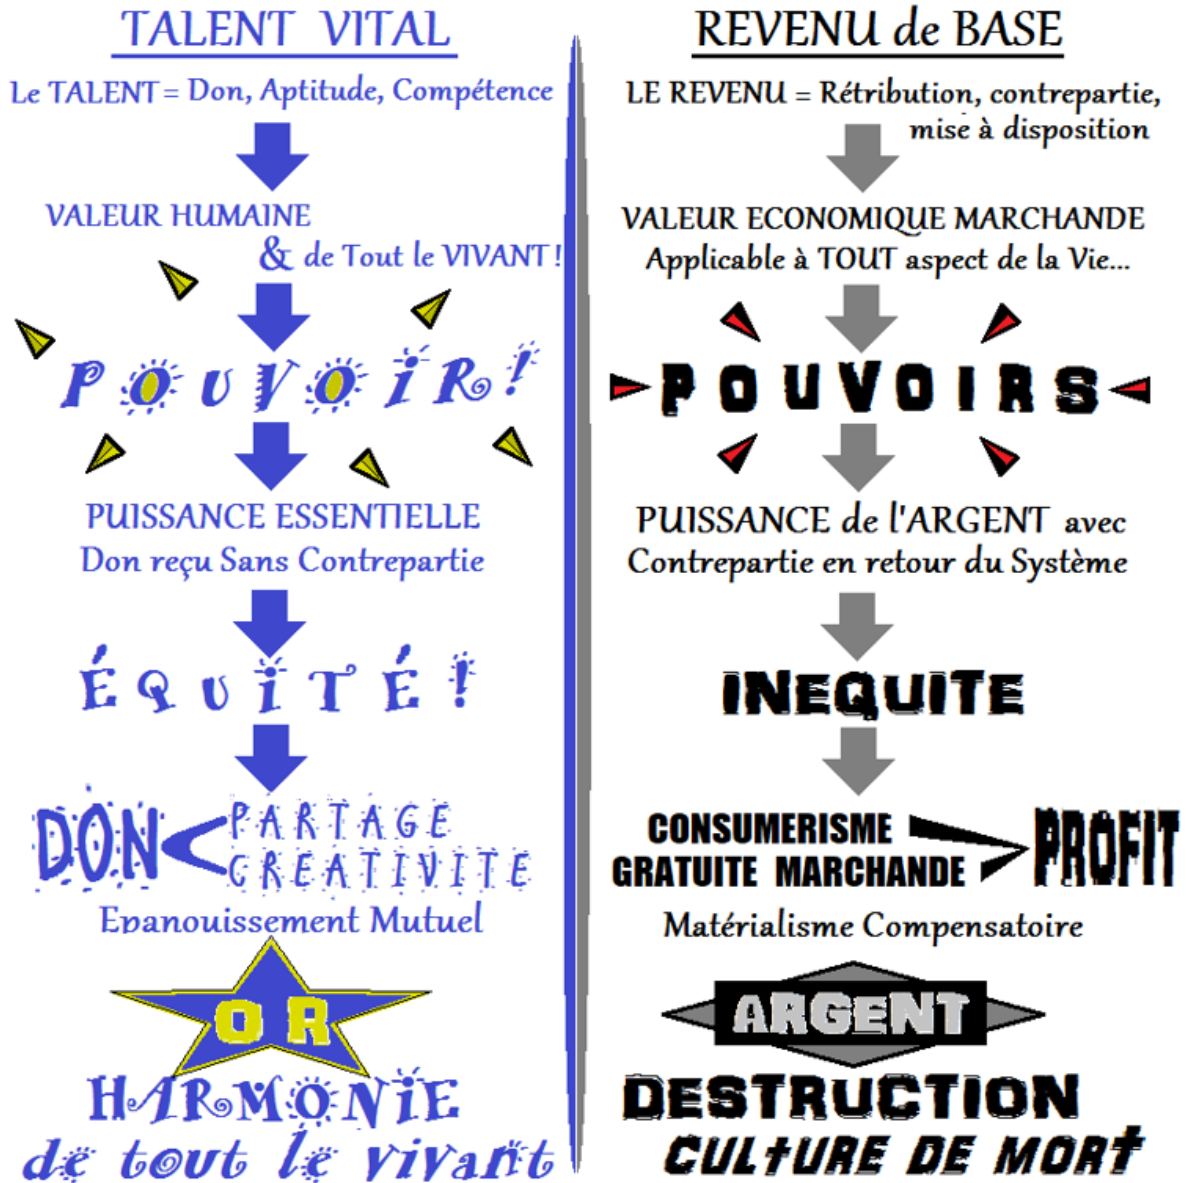 TALENT VITAL
Le TALENT = Don, Aptitude, Compétence
VALEUR HUMAINE
& de Tout le VIVANT !
POUVOIR !
PUISSANCE ESSENTIELLE
Don reçu Sans Contrepartie
ÉQUITÉ !
DON < PARTAGE
CREATIVITE
Epanouissement Mutuel
OR
HARMONIE
de tout le vivant
REVENU de BASE
LE REVENU = Rétribution, contrepartie,
mise à disposition
VALEUR ECONOMIQUE MARCHANDE
Applicable à TOUT aspect de la Vie...
POUVOIRS
PUISSANCE de l'ARGENT avec
Contrepartie en retour du Système
INEQUITE
CONSUMERISME
GRATUITE MARCHANDE
PROFIT
Matérialisme Compensatoire
ARGENT
DESTRUCTION
CULTURE DE MORT